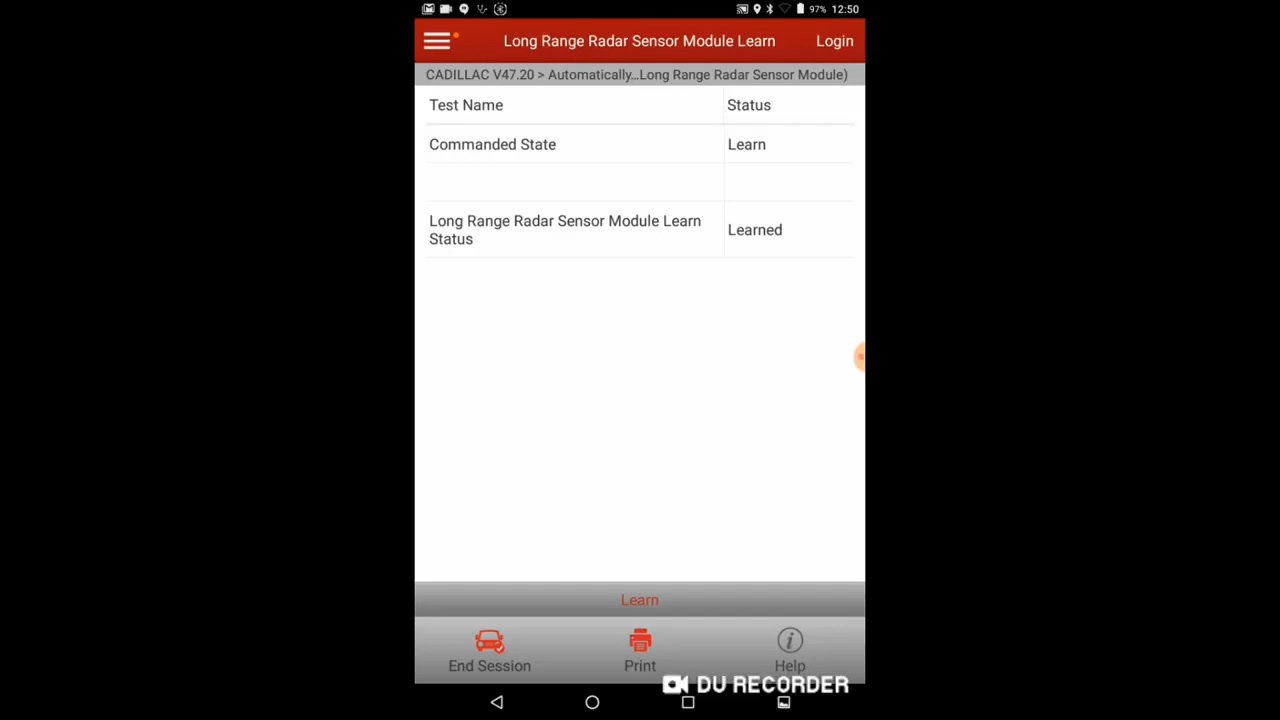 97% 12:50
Long Range Radar Sensor Module Learn Login
CADILLAC V47.20 > Automatically...Long Range Radar Sensor Module)
Test Name Status
Commanded State Learn
Long Range Radar Sensor Module Learn
Status Learned
Learn
End Session Print Help
DU RECORDER